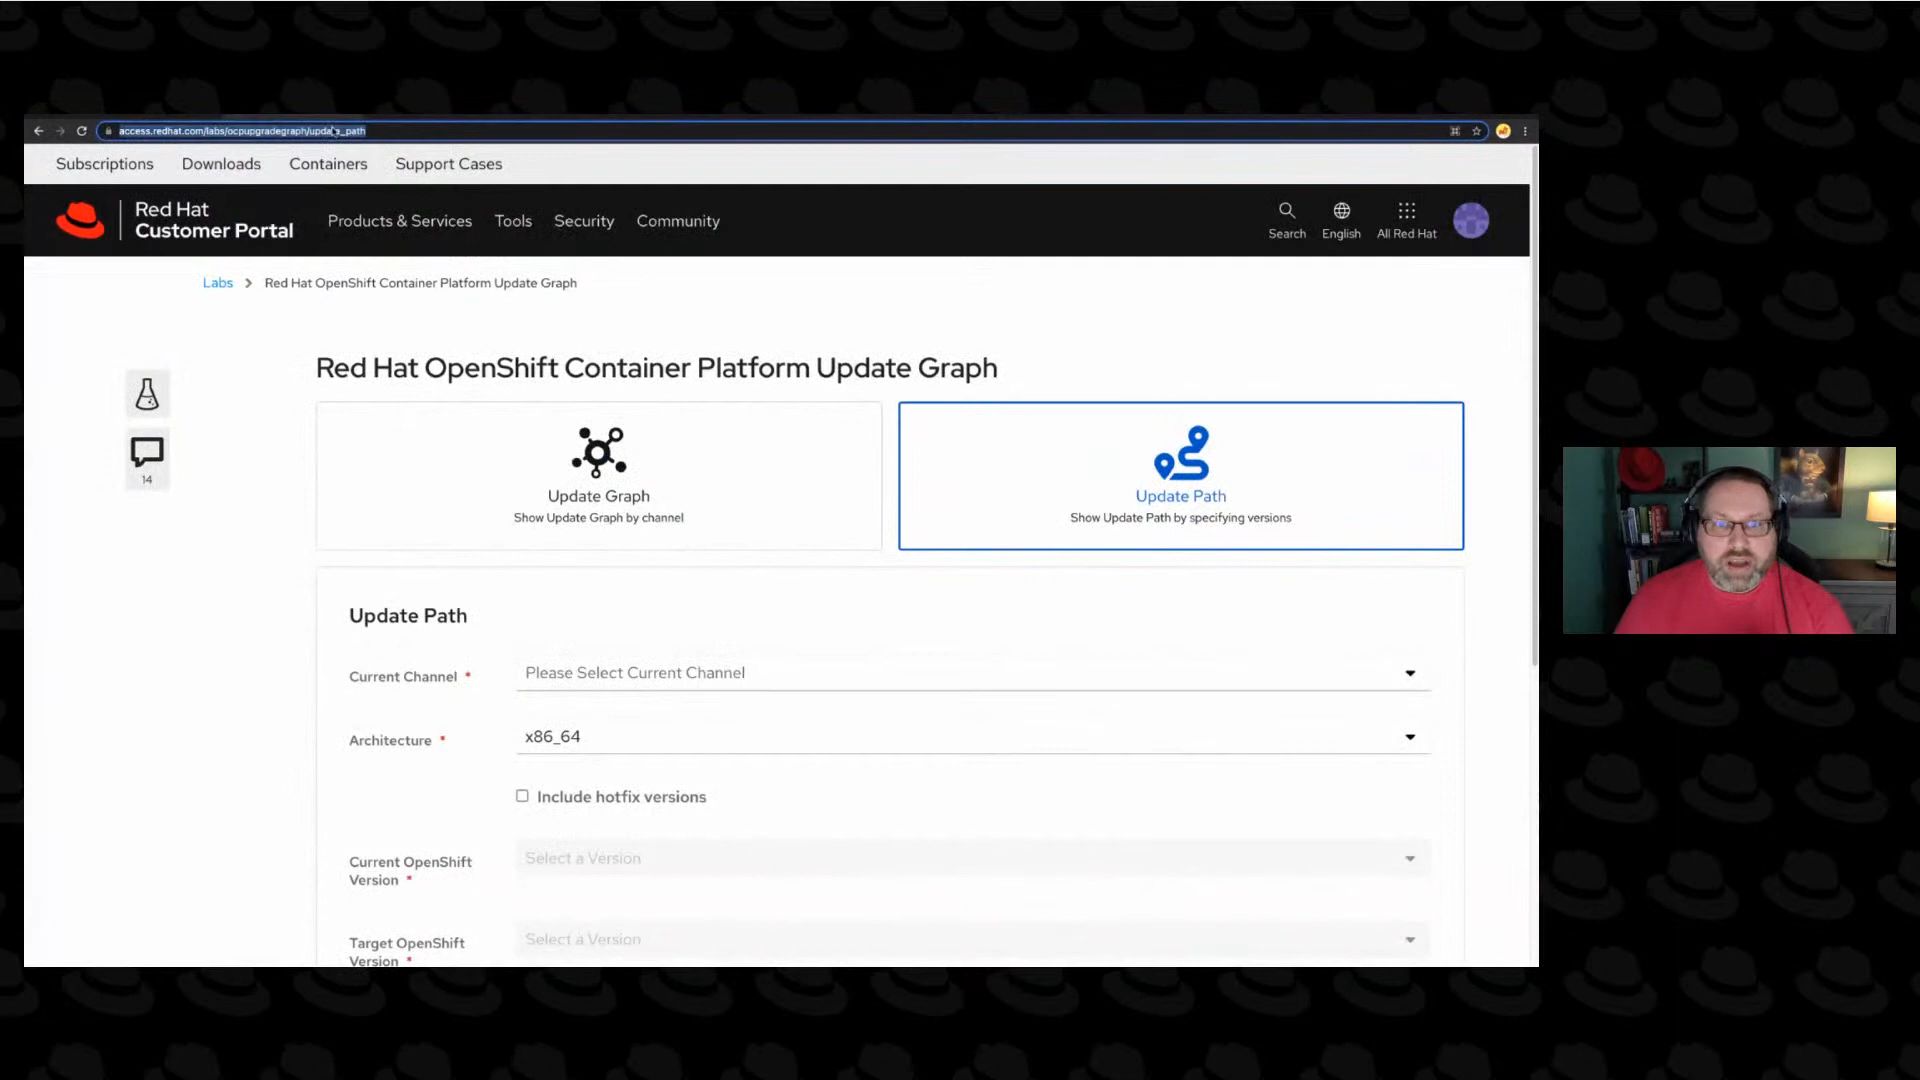 access.redhat.com/labs/ocpupgradegraph/update_path
Subscriptions Downloads Containers Support Cases
Red Hat
Customer Portal
Products & Services Tools Security Community
Search English All Red Hat
Labs > Red Hat OpenShift Container Platform Update Graph
14
Red Hat OpenShift Container Platform Update Graph
Update Graph
Show Update Graph by channel
Update Path
Show Update Path by specifying versions
Update Path
Current Channel *
Please Select Current Channel
Architecture *
x86_64
Include hotfix versions
Current OpenShift
Version *
Select a Version
Target OpenShift
Version *
Select a Version